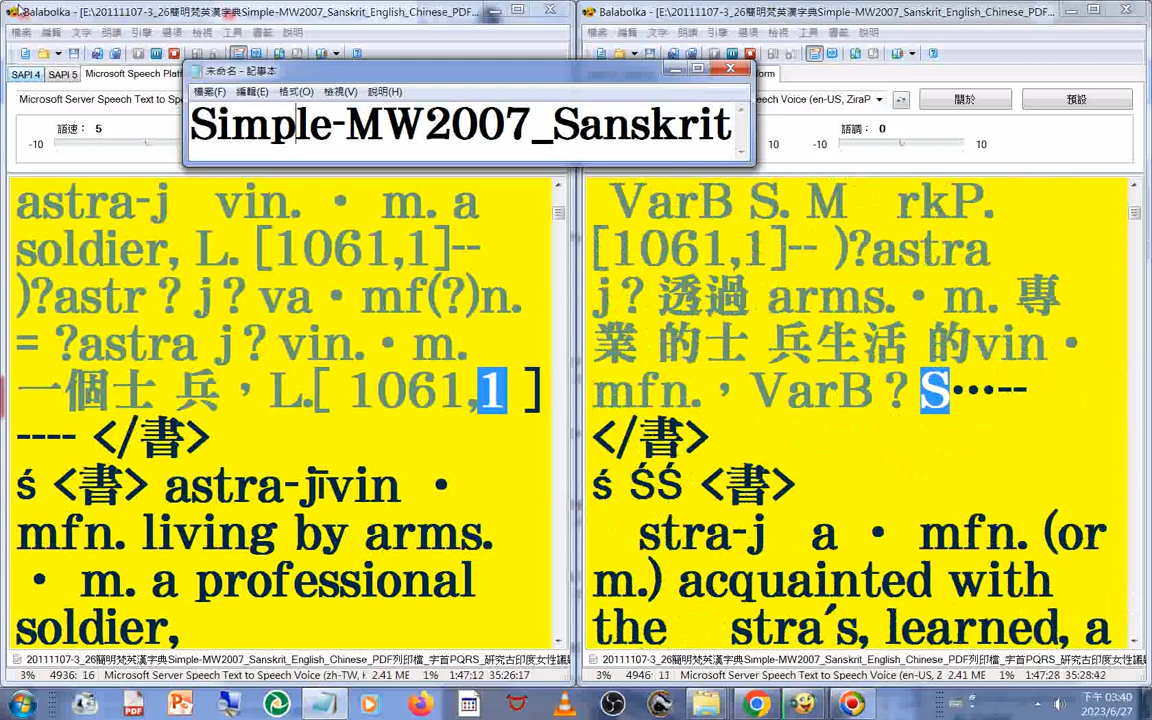 Balabolka - [E:\20111107-3_26簡明梵英漢字典Simple-MW2007_Sanskrit_English_Chinese_PDF...
檔案 編輯 文字 朗讀 引擎 選項 檢視 工具 書籤 說明
SAPI 4 SAPI 5 Microsoft Speech Platf
Microsoft Server Speech Text to Sp
語速： 5
-10
astra-j vin. • m. a
soldier, L. [1061,1]--
)?astr ? j ? va • mf(?)n.
= ?astra j ? vin. • m.
一個士 兵，L.[ 1061,1 ]
---- </書>
ś <書> astra-jīvin •
mfn. living by arms.
• m. a professional
soldier,
20111107-3_26簡明梵英漢字典Simple-MW2007_Sanskrit_English_Chinese_PDF列印檔_字首PQRS_研究古印度女性議
3% 4936: 16 Microsoft Server Speech Text to Speech Voice (zh-TW, H 2.41 MB 1% 1:47:12 35:26:17
未命名 - 記事本
檔案(F) 編輯(E) 格式(O) 檢視(V) 說明(H)
Simple-MW2007_Sanskrit
Balabolka - [E:\20111107-3_26簡明梵英漢字典Simple-MW2007_Sanskrit_English_Chinese_PDF...
檔案 編輯 文字 朗讀 引擎 選項 檢視 工具 書籤 說明
orm
eech Voice (en-US, ZiraP 關於 預設
語調： 0
10 -10 10
VarB S. M rkP.
[1061,1]-- )?astra
j ? 透過 arms. • m. 專
業 的士 兵生活 的vin •
mfn.，VarB ? S…--
</書>
ś ŚŚ <書>
stra-j a • mfn. (or
m.) acquainted with
the stra´s, learned, a
20111107-3_26簡明梵英漢字典Simple-MW2007_Sanskrit_English_Chinese_PDF列印檔_字首PQRS_研究古印度女性議
3% 4946: 1 Microsoft Server Speech Text to Speech Voice (en-US, Z 2.41 MB 1% 1:47:28 35:28:42
下午 03:40
2023/6/27